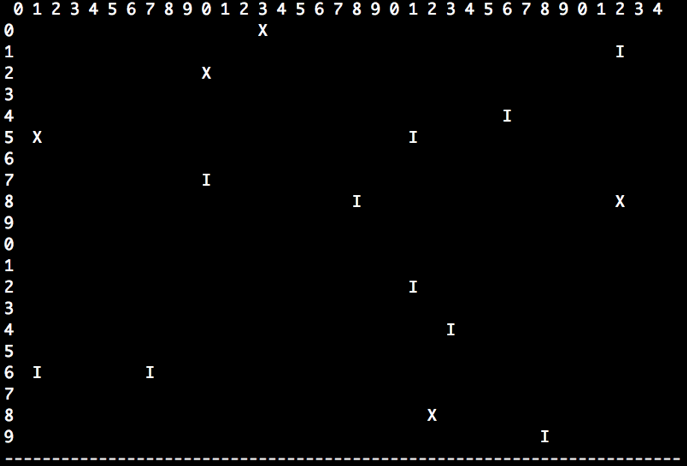 0 1 2 3 4 5 6 7 8 9 0 1 2 3 4 5 6 7 8 9 0 1 2 3 4 5 6 7 8 9 0 1 2 3 4
0                          X
1                                                                I
2                    X
3
4                                                    I
5  X                                       I
6
7                    I
8                                    I                           X
9
0
1
2                                          I
3
4                                              I
5
6  I           I
7
8                                            X
9                                                        I
------------------------------------------------------------------------